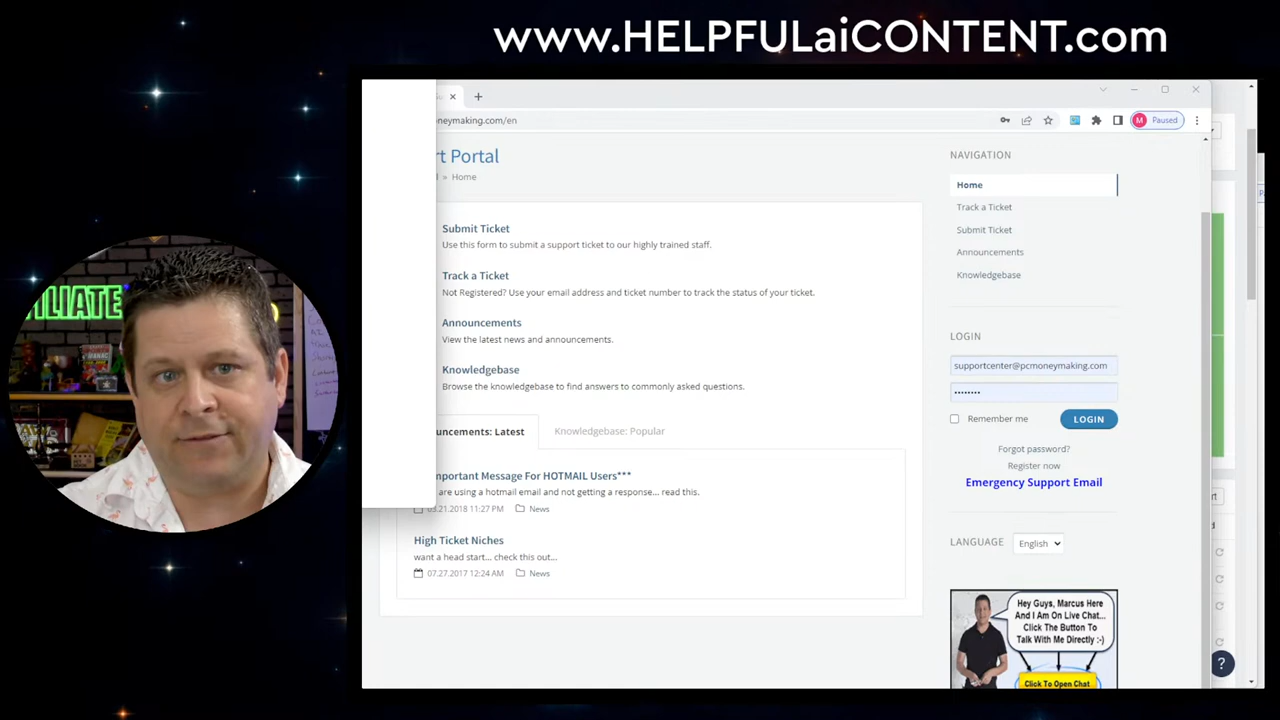 www.HELPFULaiCONTENT.com
neymaking.com/en
Paused
M
rt Portal
» Home
NAVIGATION
Home
Track a Ticket
Submit Ticket
Announcements
Knowledgebase
Submit Ticket
Use this form to submit a support ticket to our highly trained staff.
Track a Ticket
Not Registered? Use your email address and ticket number to track the status of your ticket.
Announcements
View the latest news and announcements.
Knowledgebase
Browse the knowledgebase to find answers to commonly asked questions.
LOGIN
supportcenter@pcmoneymaking.com
••••••••
Remember me
LOGIN
Forgot password?
Register now
Emergency Support Email
uncements: Latest
Knowledgebase: Popular
mportant Message For HOTMAIL Users***
are using a hotmail email and not getting a response... read this.
03.21.2018 11:27 PM
News
High Ticket Niches
want a head start... check this out...
07.27.2017 12:24 AM
News
LANGUAGE
English
Hey Guys, Marcus Here
And I Am On Live Chat...
Click The Button To
Talk With Me Directly :-)
Click To Open Chat
?
ILIATE